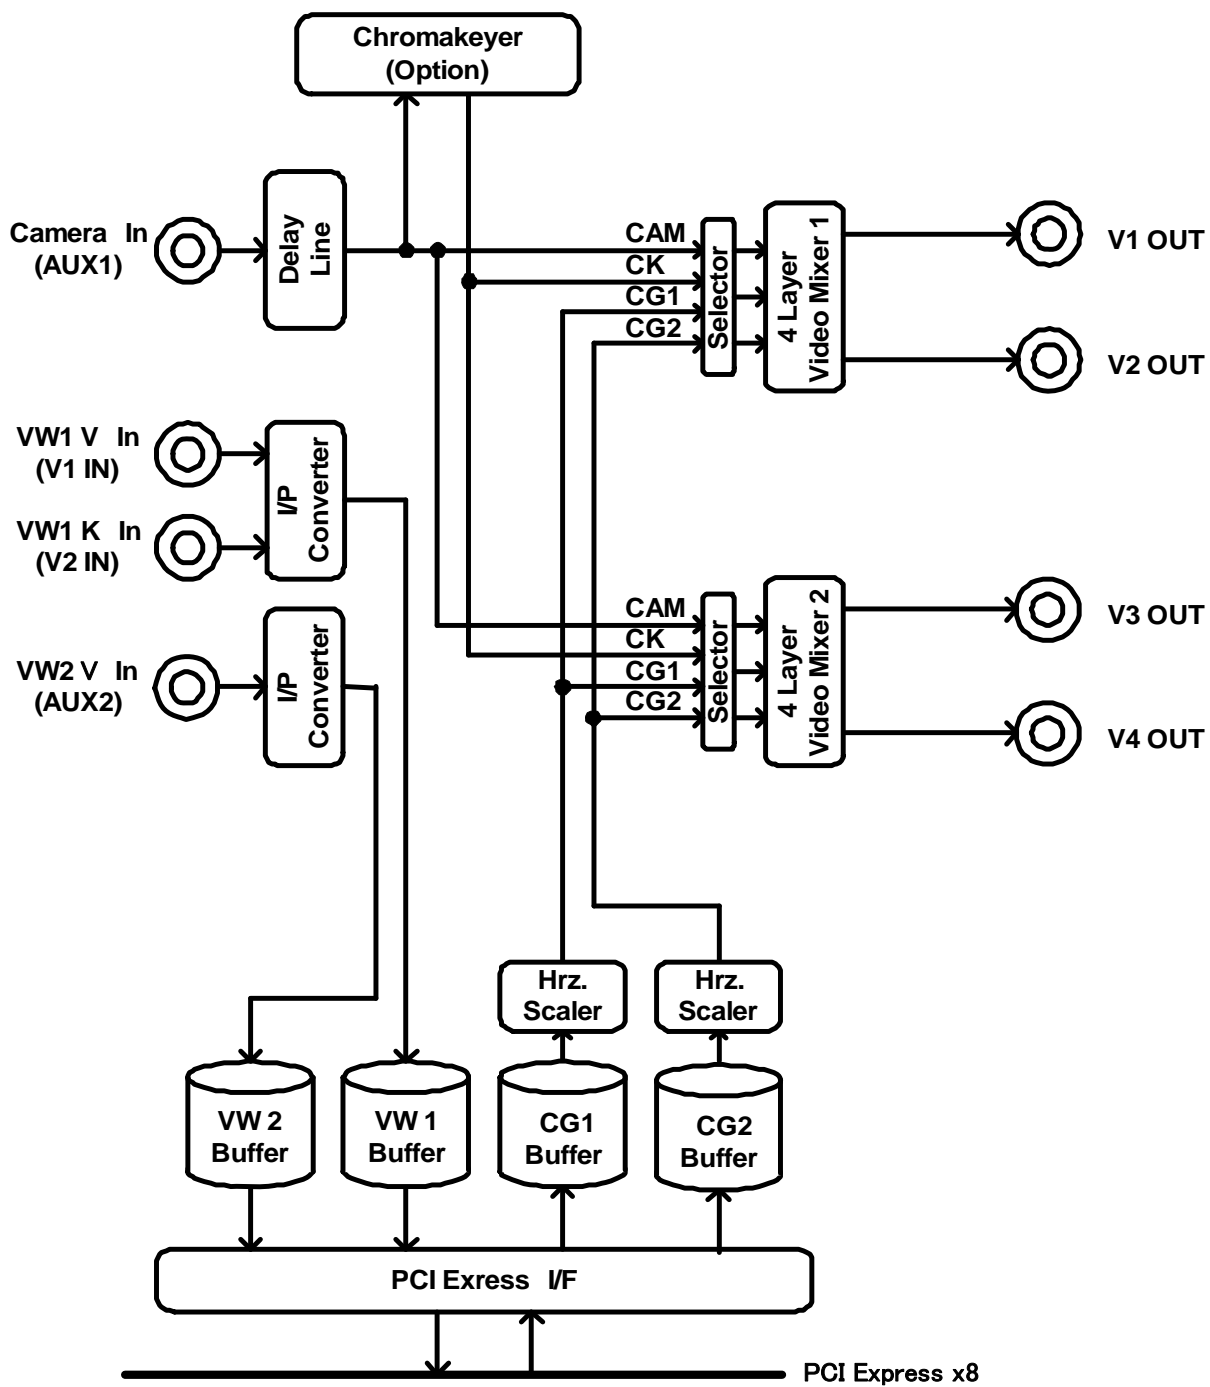 Chromakeyer
(Option)
Camera In
(AUX1)
Delay
Line
CAM
CK
CG1
CG2
Selector
4 Layer
Video Mixer 1
V1 OUT
V2 OUT
VW1 V In
(V1 IN)
VW1 K In
(V2 IN)
I/P
Converter
VW2 V In
(AUX2)
I/P
Converter
CAM
CK
CG1
CG2
Selector
4 Layer
Video Mixer 2
V3 OUT
V4 OUT
Hrz.
Scaler
Hrz.
Scaler
VW 2
Buffer
VW 1
Buffer
CG1
Buffer
CG2
Buffer
PCI Exress I/F
PCI Express x8